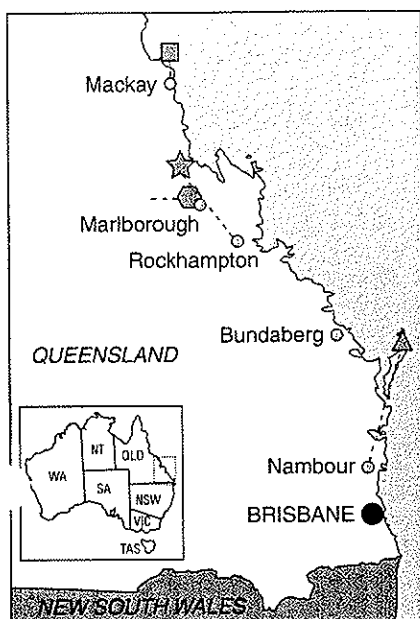 Mackay
Marlborough
Rockhampton
Bundaberg
QUEENSLAND
NT
QLD
WA
SA
NSW
VIC
TAS
Nambour
BRISBANE
NEW SOUTH WALES